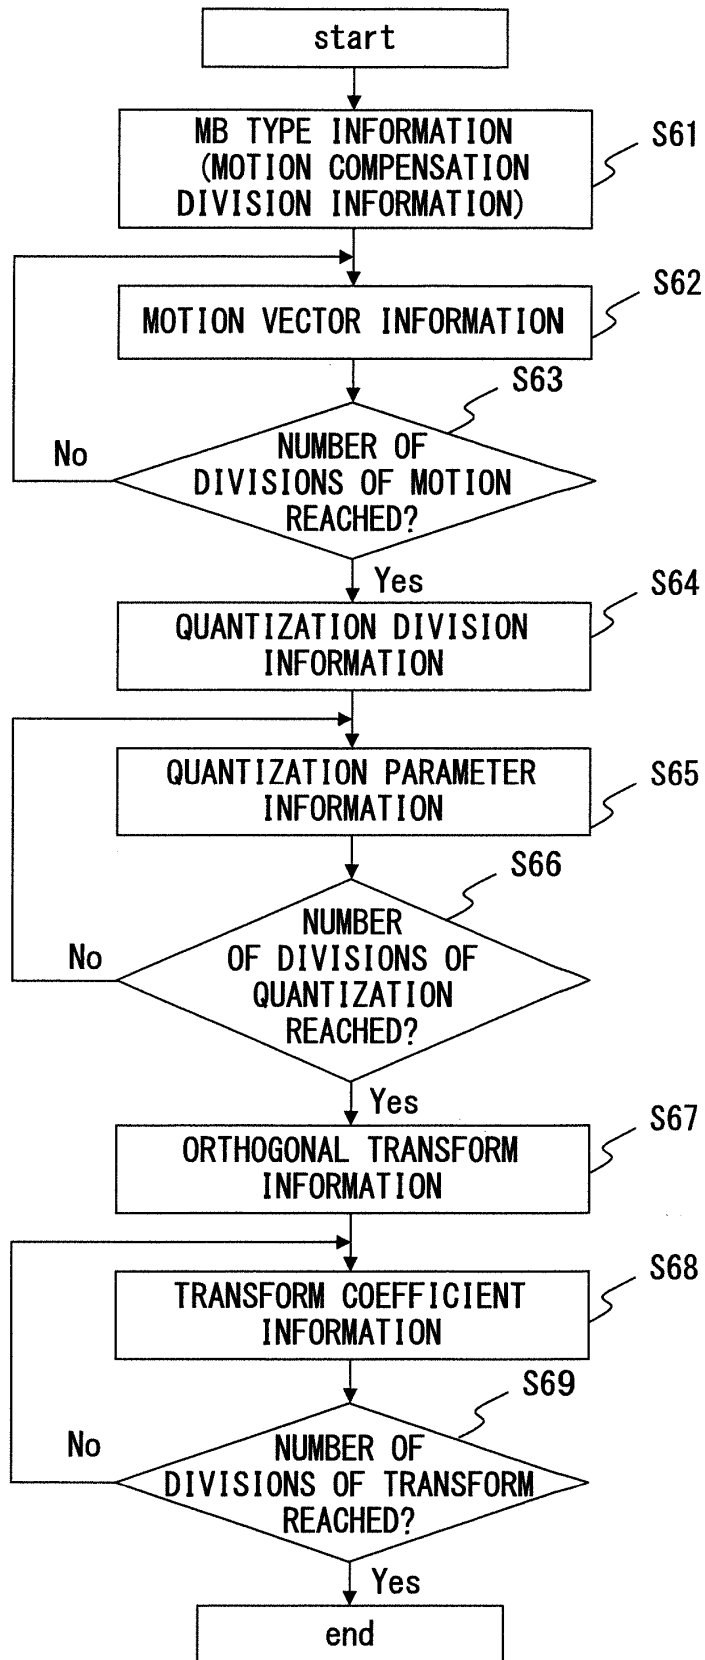 start
MB TYPE INFORMATION
(MOTION COMPENSATION
DIVISION INFORMATION)
S61
MOTION VECTOR INFORMATION
S62
S63
NUMBER OF
DIVISIONS OF MOTION
REACHED?
No
Yes
QUANTIZATION DIVISION
INFORMATION
S64
QUANTIZATION PARAMETER
INFORMATION
S65
S66
NUMBER
OF DIVISIONS OF
QUANTIZATION
REACHED?
No
Yes
ORTHOGONAL TRANSFORM
INFORMATION
S67
TRANSFORM COEFFICIENT
INFORMATION
S68
S69
NUMBER OF
DIVISIONS OF TRANSFORM
REACHED?
No
Yes
end